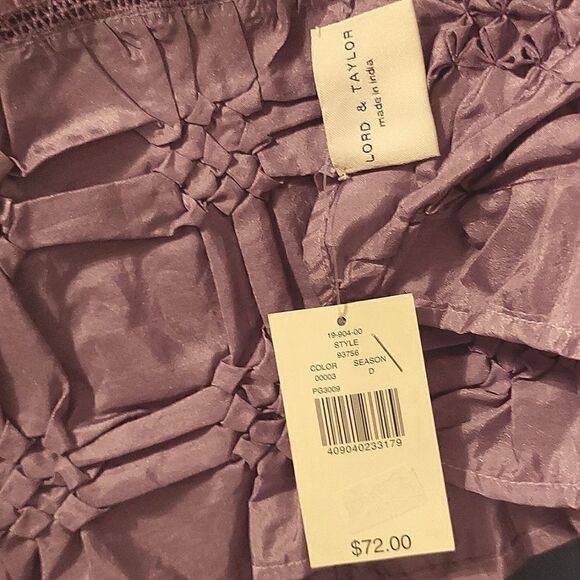 LORD & TAYLOR
made in India
19-904-00
STYLE
93756
COLOR SEASON
00003 D
PG3009
409040233179
$72.00